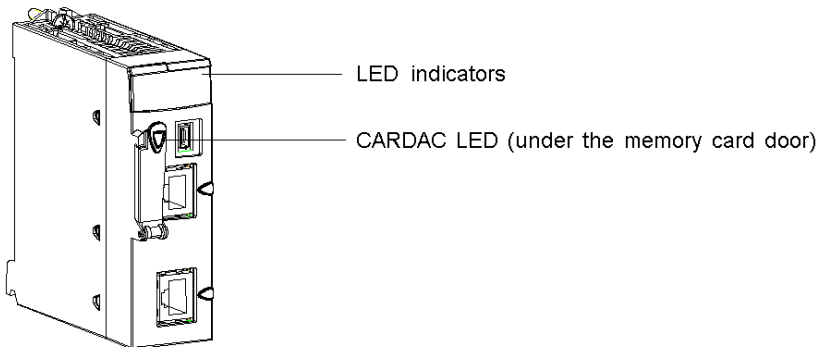 LED indicators
CARDAC LED (under the memory card door)